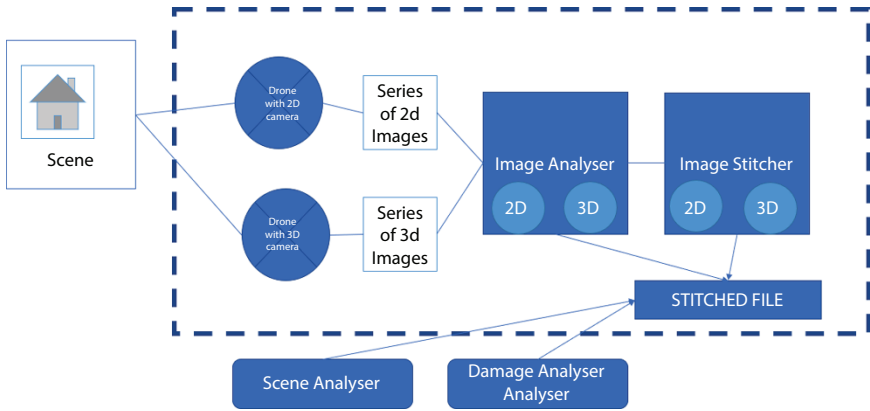 Scene
Drone
with 2D
camera
Series
of 2d
Images
Drone
with 3D
camera
Series
of 3d
Images
Image Analyser
2D
3D
Image Stitcher
2D
3D
STITCHED FILE
Scene Analyser
Damage Analyser
Analyser